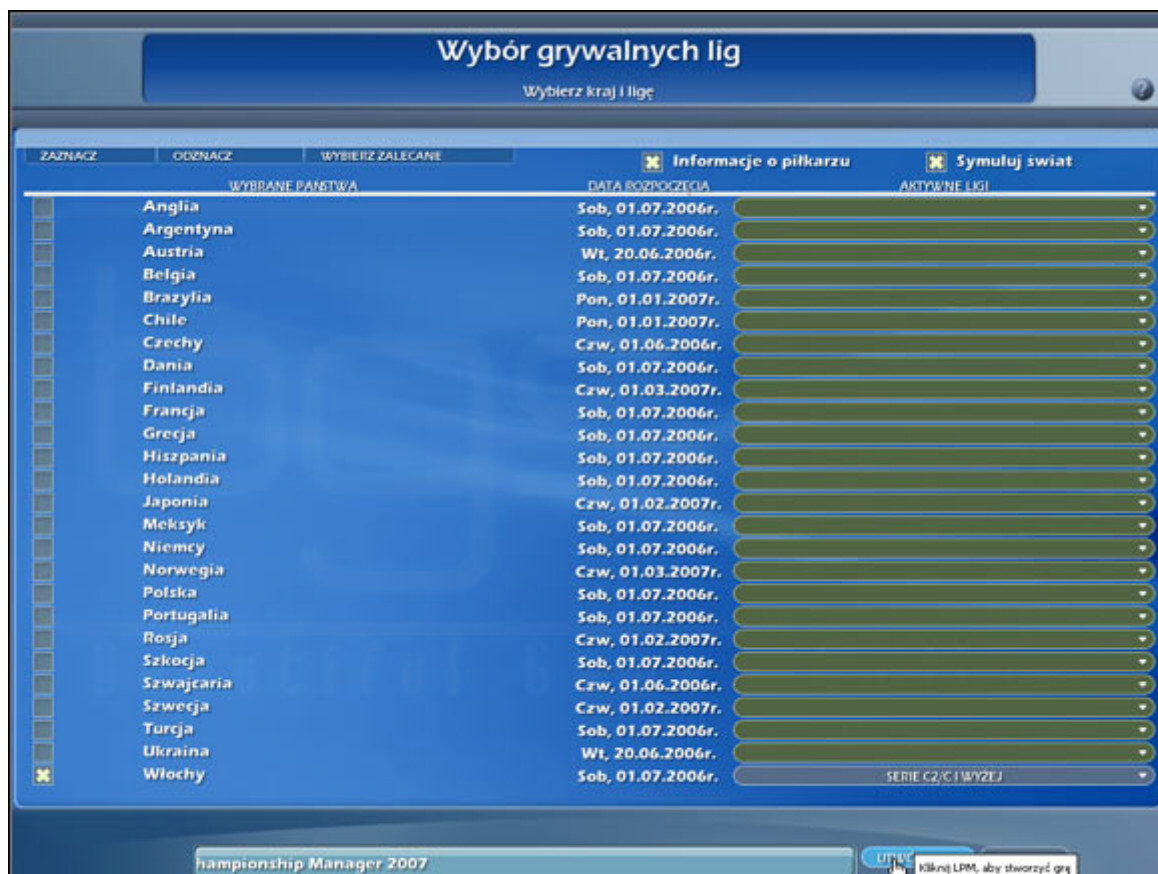 Wybór grywalnych lig
Wybierz kraj i ligę
ZAZNACZ ODZNACZ WYBIERZ ZALECANE Informacje o piłkarzu Symuluj świat
WYBRANE PAŃSTWA DATA ROZPOCZĘCIA AKTYWNE LIGI
Anglia Sob, 01.07.2006r.
Argentyna Sob, 01.07.2006r.
Austria Wt, 20.06.2006r.
Belgia Sob, 01.07.2006r.
Brazylia Pon, 01.01.2007r.
Chile Pon, 01.01.2007r.
Czechy Czw, 01.06.2006r.
Dania Sob, 01.07.2006r.
Finlandia Czw, 01.03.2007r.
Francja Sob, 01.07.2006r.
Grecja Sob, 01.07.2006r.
Hiszpania Sob, 01.07.2006r.
Holandia Sob, 01.07.2006r.
Japonia Czw, 01.02.2007r.
Meksyk Sob, 01.07.2006r.
Niemcy Sob, 01.07.2006r.
Norwegia Czw, 01.03.2007r.
Polska Sob, 01.07.2006r.
Portugalia Sob, 01.07.2006r.
Rosja Czw, 01.02.2007r.
Szkocja Sob, 01.07.2006r.
Szwajcaria Czw, 01.06.2006r.
Szwecja Czw, 01.02.2007r.
Turcja Sob, 01.07.2006r.
Ukraina Wt, 20.06.2006r.
Włochy Sob, 01.07.2006r. SERIE C2/C I WYŻEJ
hampionship Manager 2007
Kliknij LPM, aby stworzyć grę